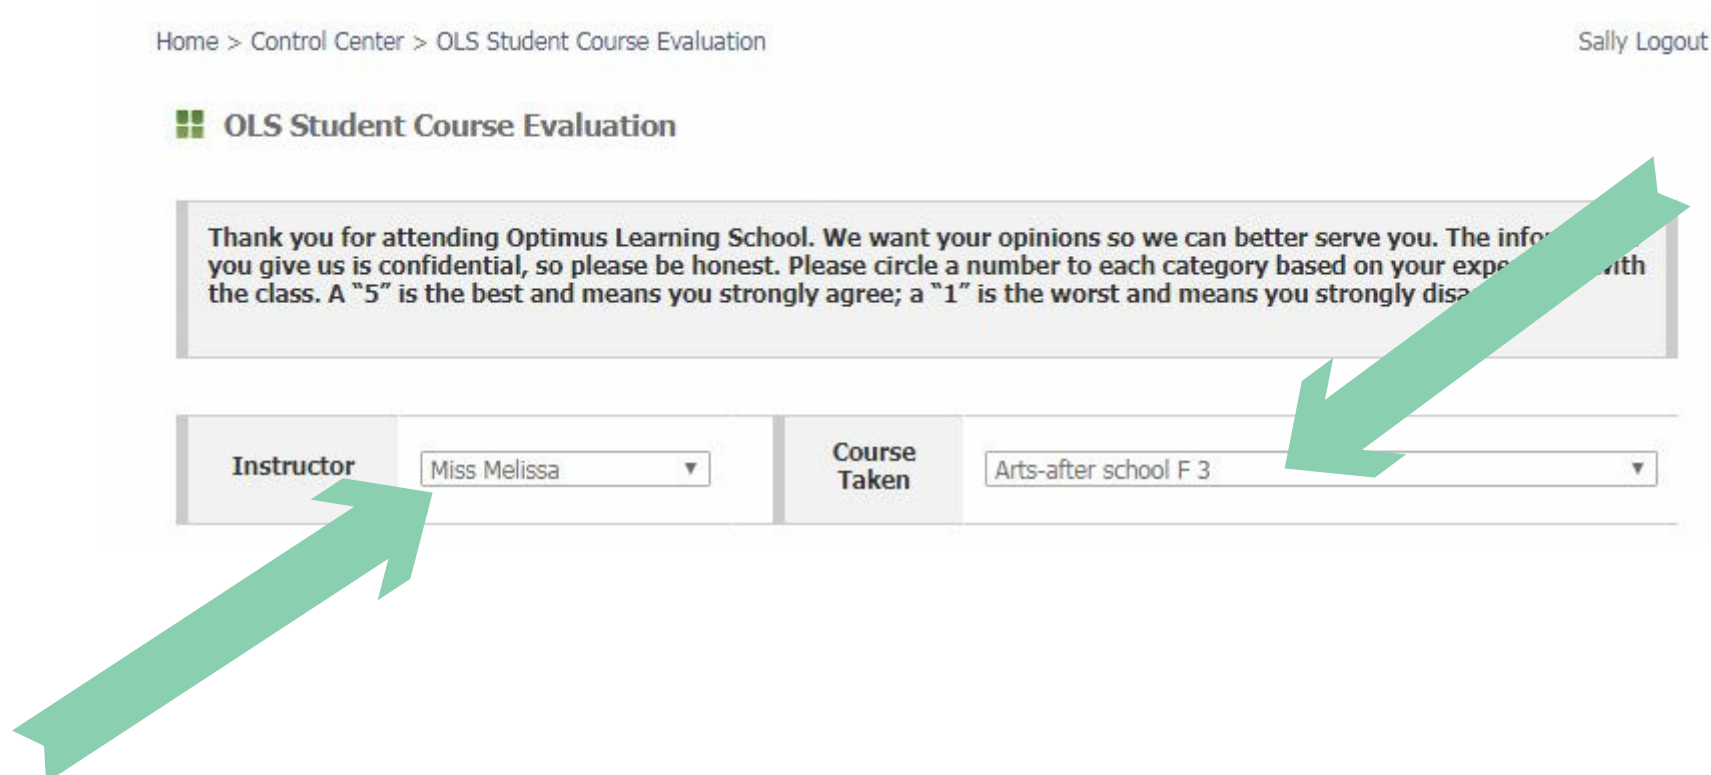 Home > Control Center > OLS Student Course Evaluation
Sally Logout
OLS Student Course Evaluation
Thank you for attending Optimus Learning School. We want your opinions so we can better serve you. The
you give us is confidential, so please be honest. Please circle a number to each category based on your
the class. A “5” is the best and means you strongly agree; a “1” is the worst and means you strongly
Instructor
Miss Melissa
Course
Taken
Arts-after school F 3